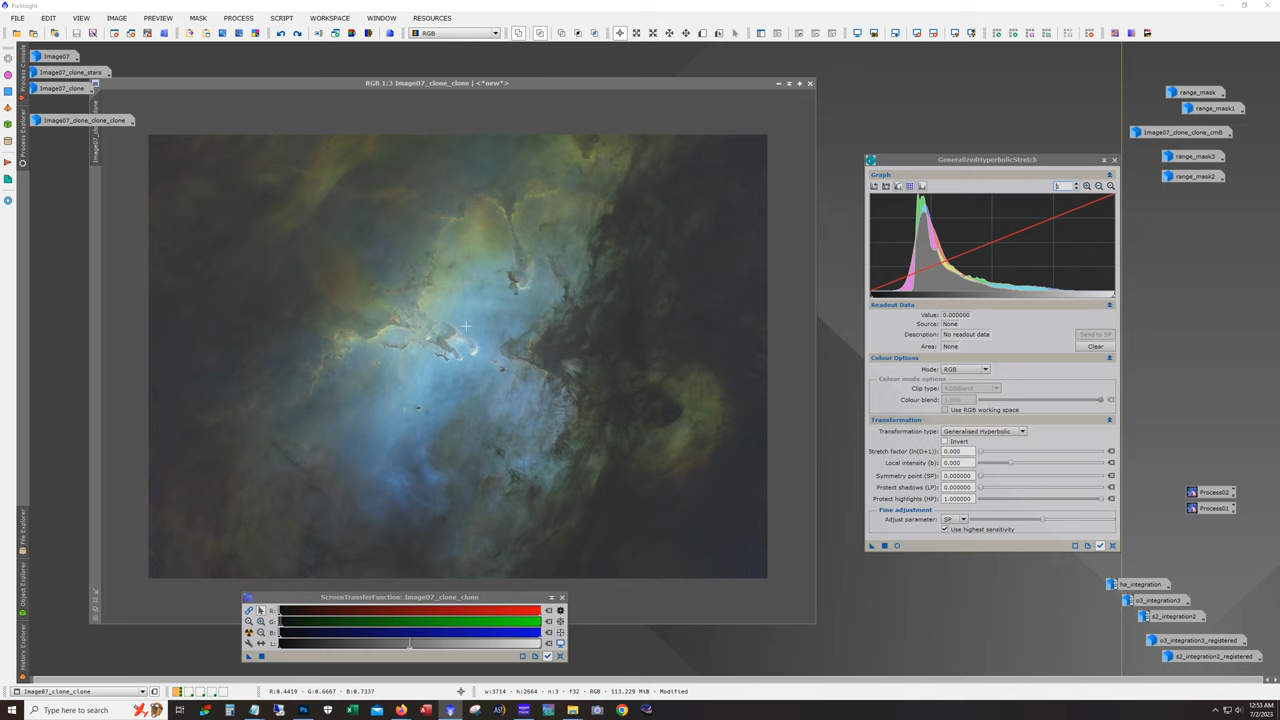 PixInsight
FILE EDIT VIEW IMAGE PREVIEW MASK PROCESS SCRIPT WORKSPACE WINDOW RESOURCES
RGB
Image07
Image07_clone_stars
Image07_clone
Image07_clone_clone_clone
Process Console
Process Explorer
File Explorer
Object Explorer
History Explorer
RGB 1:3 Image07_clone_clone | <*new*>
range_mask
range_mask1
Image07_clone_clone_cmB
range_mask3
range_mask2
GeneralizedHyperbolicStretch
Graph
Readout Data
Value: 0.000000
Source: None
Description: No readout data
Send to SP
Area: None
Clear
Colour Options
Mode: RGB
Colour mode options
Clip type: RGBBlend
Colour blend: 1.000
Use RGB working space
Transformation
Transformation type: Generalised Hyperbolic
Invert
Stretch factor (ln(D+1)): 0.000
Local intensity (b): 0.000
Symmetry point (SP): 0.000000
Protect shadows (LP): 0.000000
Protect highlights (HP): 1.000000
Fine adjustment
Adjust parameter: SP
Use highest sensitivity
Process02
Process01
ha_integration
o3_integration3
s2_integration2
o3_integration3_registered
s2_integration2_registered
ScreenTransferFunction: Image07_clone_clone
R:
G:
B:
L:
Image07_clone_clone
R:0.4419 G:0.6667 B:0.7337
w:3714 h:2664 n:3 f32 RGB 113.229 MiB Modified
Type here to search
12:53 AM
7/2/2023